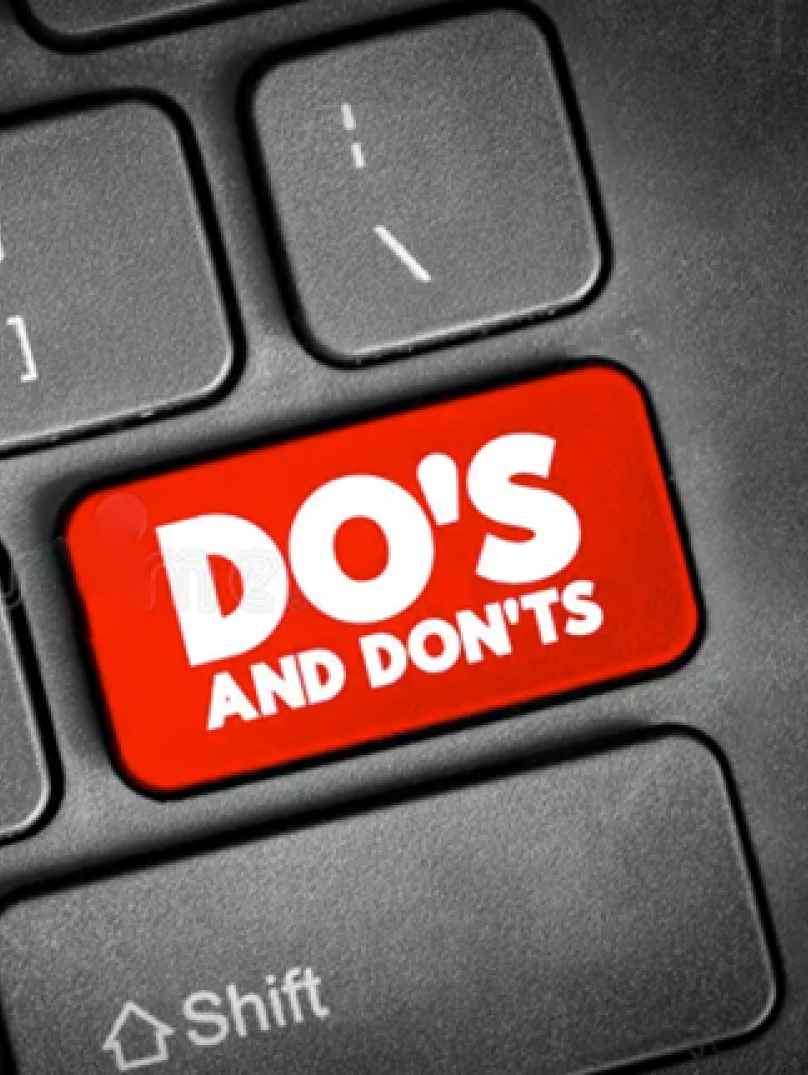 ¦
\
]
DO'S
AND DON'TS
Shift